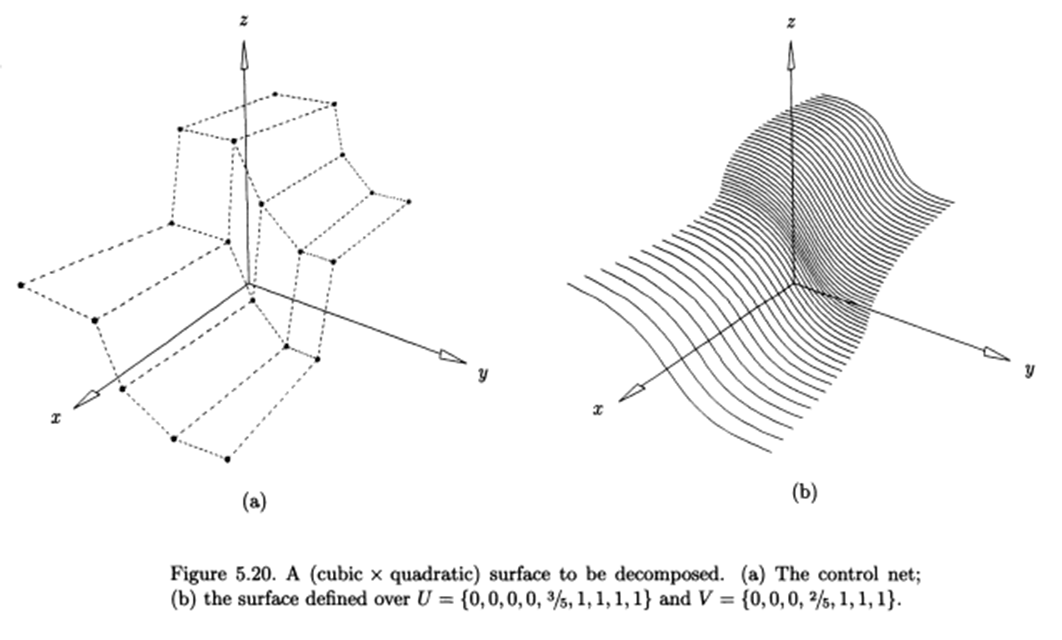 z
z
y
y
x
x
(a)
(b)
Figure 5.20. A (cubic × quadratic) surface to be decomposed. (a) The control net;
(b) the surface defined over U = {0, 0, 0, 0, 3/5, 1, 1, 1, 1} and V = {0, 0, 0, 2/5, 1, 1, 1}.